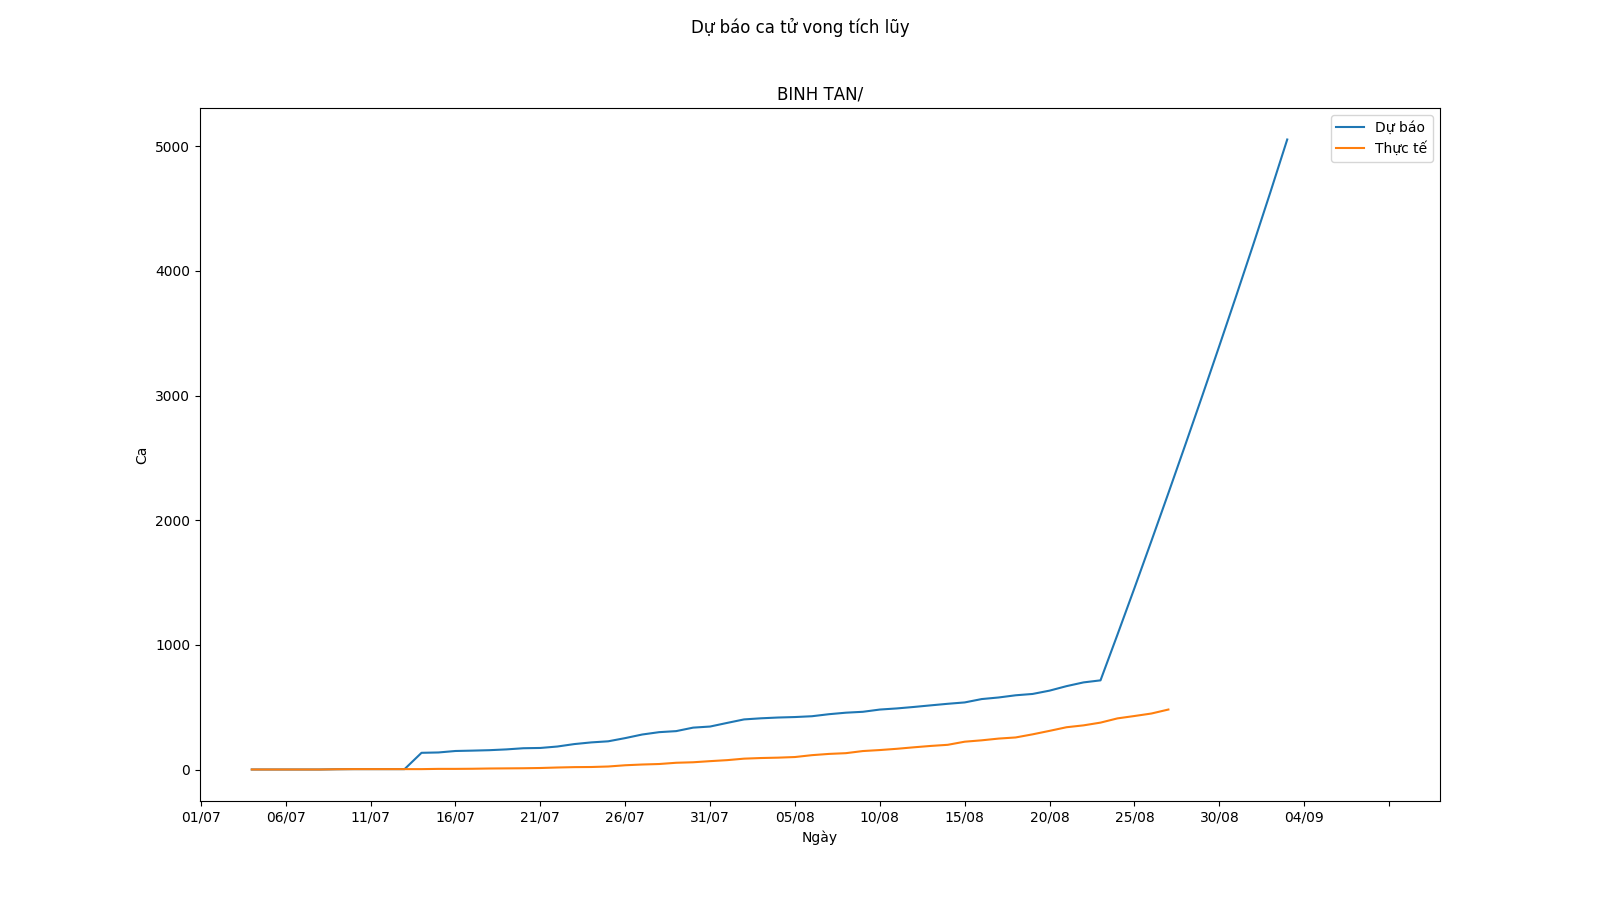 Dự báo ca tử vong tích lũy
BINH TAN/
Dự báo
Thực tế
5000
4000
3000
2000
1000
0
Ca
01/07 06/07 11/07 16/07 21/07 26/07 31/07 05/08 10/08 15/08 20/08 25/08 30/08 04/09
Ngày